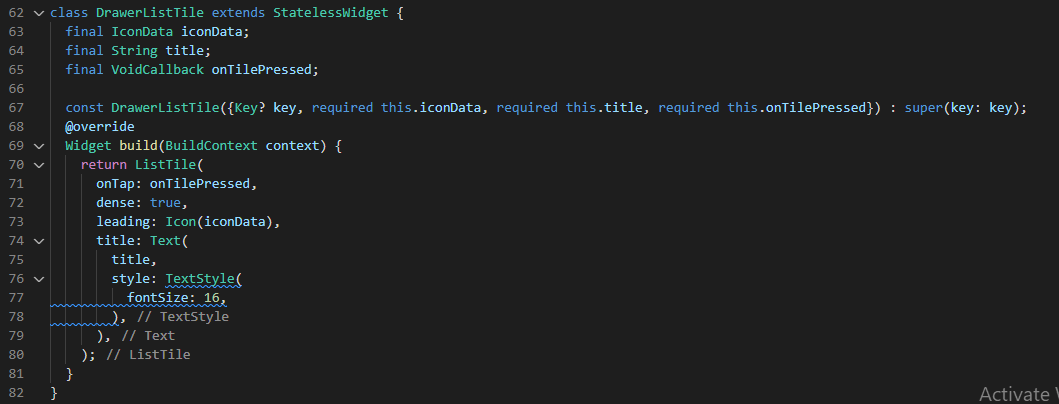 62 class DrawerListTile extends StatelessWidget {
63   final IconData iconData;
64   final String title;
65   final VoidCallback onTilePressed;
66
67   const DrawerListTile({Key? key, required this.iconData, required this.title, required this.onTilePressed}) : super(key: key);
68   @override
69   Widget build(BuildContext context) {
70     return ListTile(
71       onTap: onTilePressed,
72       dense: true,
73       leading: Icon(iconData),
74       title: Text(
75         title,
76         style: TextStyle(
77           fontSize: 16,
78         ), // TextStyle
79       ), // Text
80     ); // ListTile
81   }
82 }
Activate